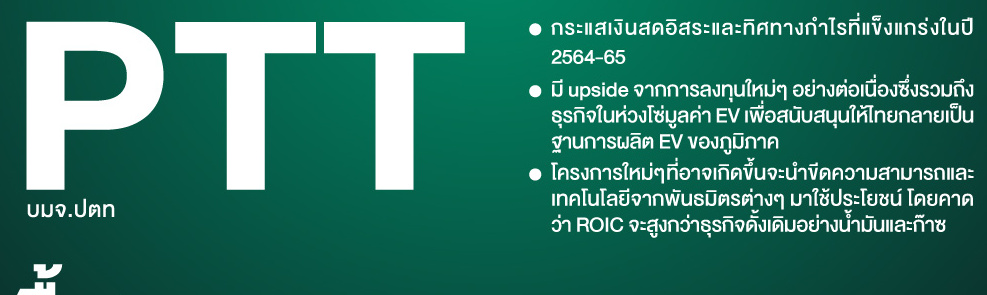 PTT
บมจ.ปตท
● กระแสเงินสดอิสระและทิศทางกำไรที่แข็งแกร่งในปี
2564-65
● มี upside จากการลงทุนใหม่ๆ อย่างต่อเนื่องซึ่งรวมถึง
ธุรกิจในห่วงโซ่มูลค่า EV เพื่อสนับสนุนให้ไทยกลายเป็น
ฐานการผลิต EV ของภูมิภาค
● โครงการใหม่ๆที่อาจเกิดขึ้นจะนำขีดความสามารถและ
เทคโนโลยีจากพันธมิตรต่างๆ มาใช้ประโยชน์ โดยคาด
ว่า ROIC จะสูงกว่าธุรกิจดั้งเดิมอย่างน้ำมันและก๊าซ